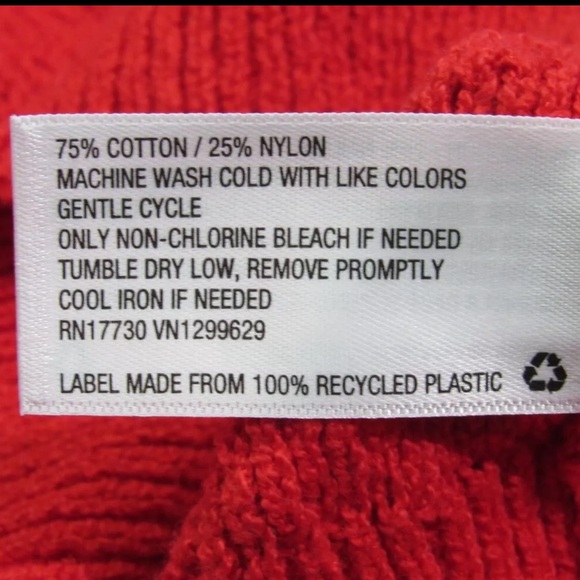 75% COTTON / 25% NYLON
MACHINE WASH COLD WITH LIKE COLORS
GENTLE CYCLE
ONLY NON-CHLORINE BLEACH IF NEEDED
TUMBLE DRY LOW, REMOVE PROMPTLY
COOL IRON IF NEEDED
RN17730 VN1299629
LABEL MADE FROM 100% RECYCLED PLASTIC